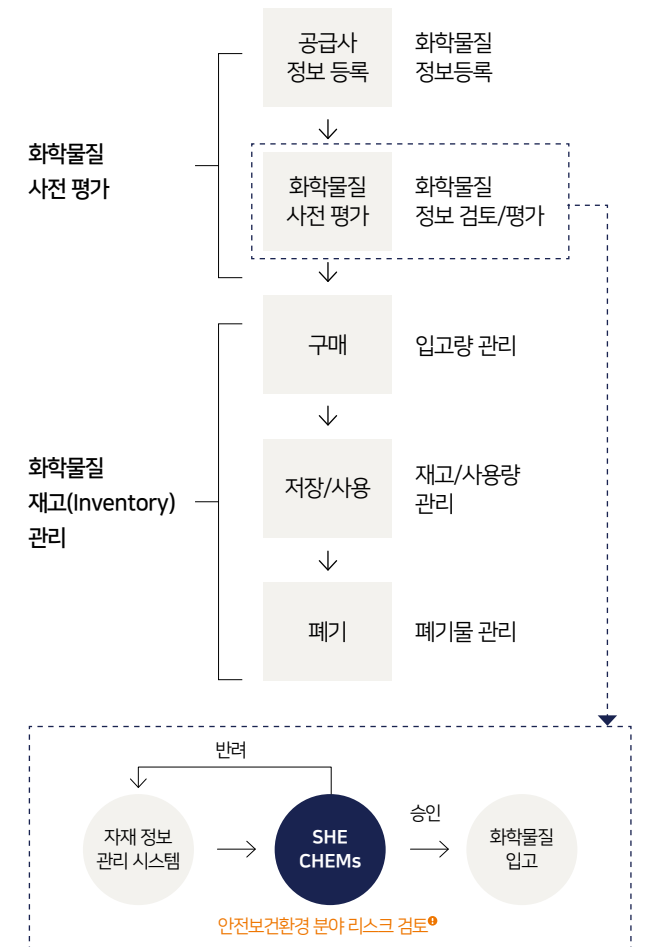 공급사
정보 등록
화학물질
정보등록
화학물질
사전 평가
화학물질
사전 평가
화학물질
정보 검토/평가
구매
입고량 관리
화학물질
재고(Inventory)
관리
저장/사용
재고/사용량
관리
폐기
폐기물 관리
반려
자재 정보
관리 시스템
SHE
CHEMs
승인
화학물질
입고
안전보건환경 분야 리스크 검토